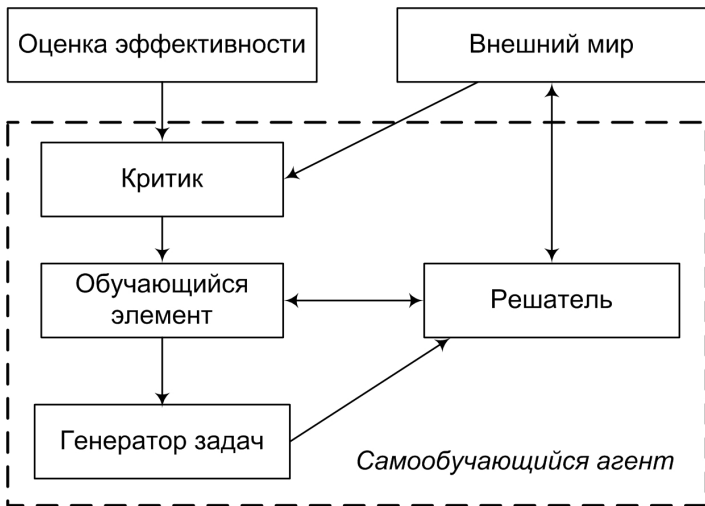 Оценка эффективности
Внешний мир
Критик
Обучающийся
элемент
Решатель
Генератор задач
Самообучающийся агент